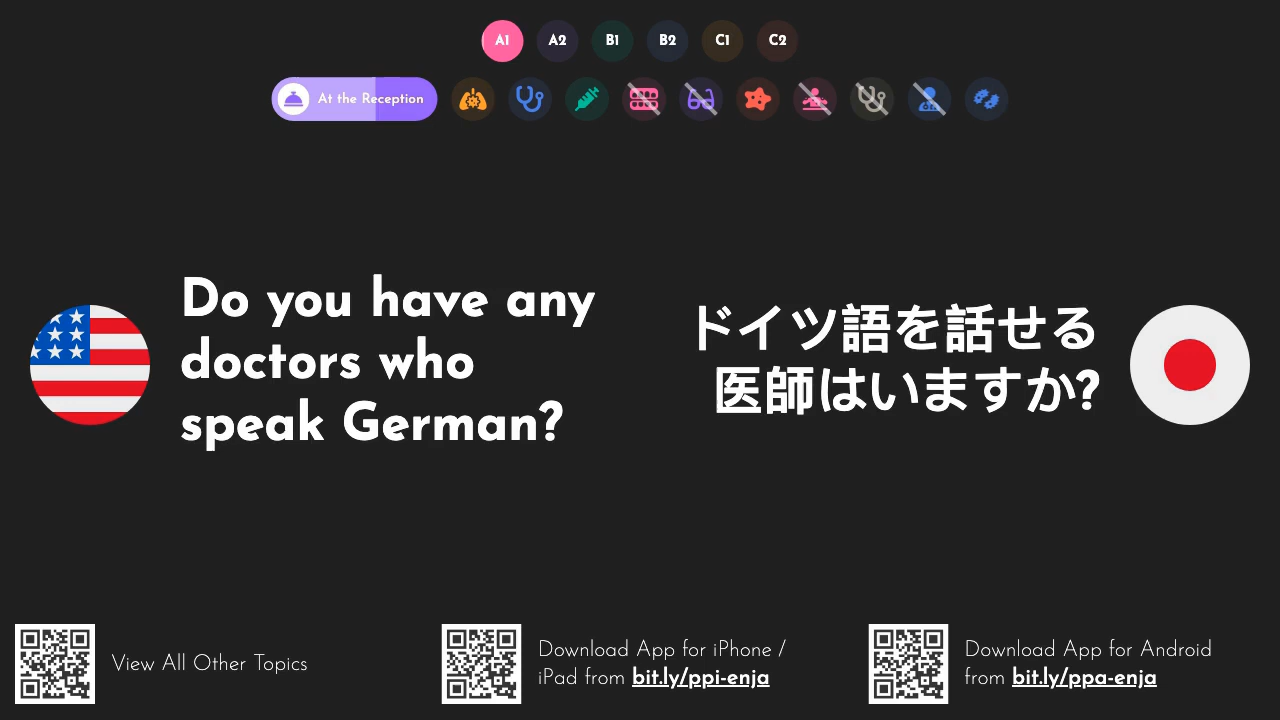 A1 A2 B1 B2 C1 C2
At the Reception
Do you have any
doctors who
speak German?
ドイツ語を話せる
医師はいますか?
View All Other Topics
Download App for iPhone /
iPad from bit.ly/ppi-enja
Download App for Android
from bit.ly/ppa-enja